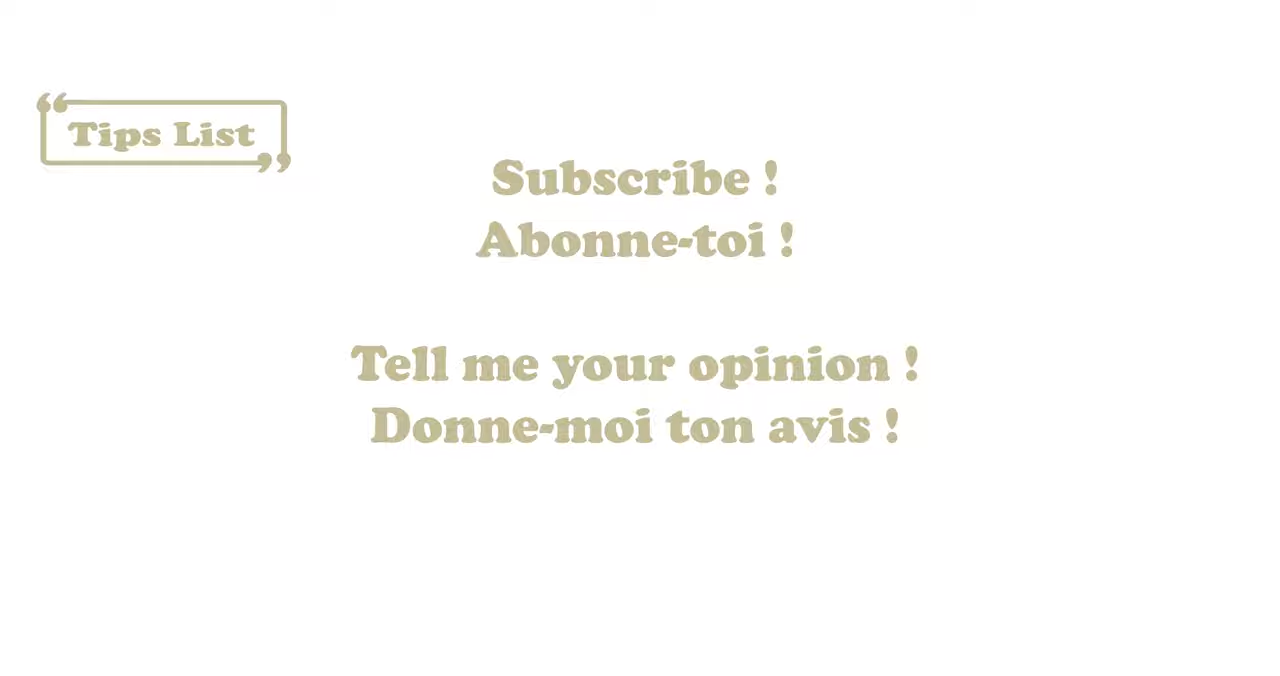 Tips List
Subscribe !
Abonne-toi !
Tell me your opinion !
Donne-moi ton avis !